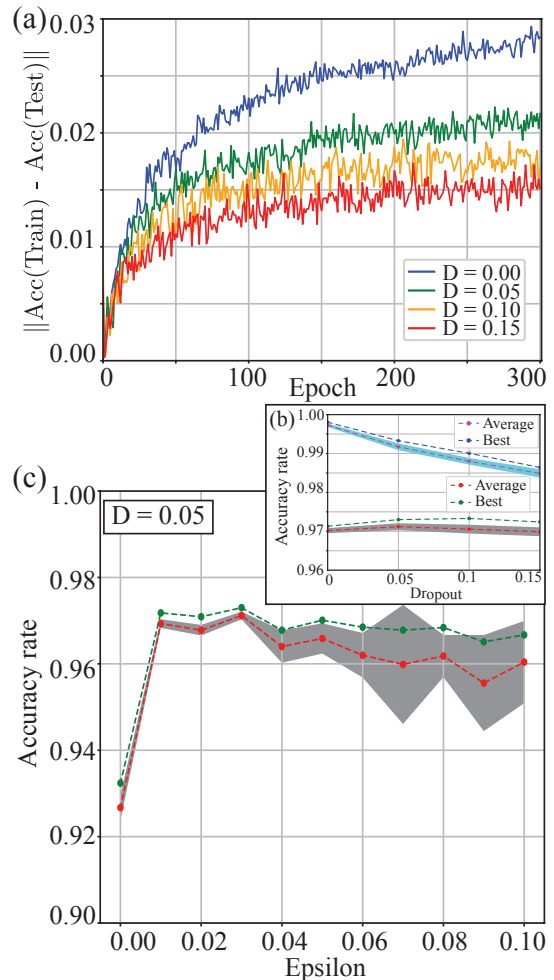 (a)
||Acc(Train) - Acc(Test)||
0.03
0.02
0.01
0.00
0
100
200
300
Epoch
D = 0.00
D = 0.05
D = 0.10
D = 0.15
(b)
Accuracy rate
1.00
0.99
0.98
0.97
0.96
0
0.05
0.1
0.15
Dropout
Average
Best
Average
Best
(c)
D = 0.05
Accuracy rate
1.00
0.98
0.96
0.94
0.92
0.90
0.00
0.02
0.04
0.06
0.08
0.10
Epsilon